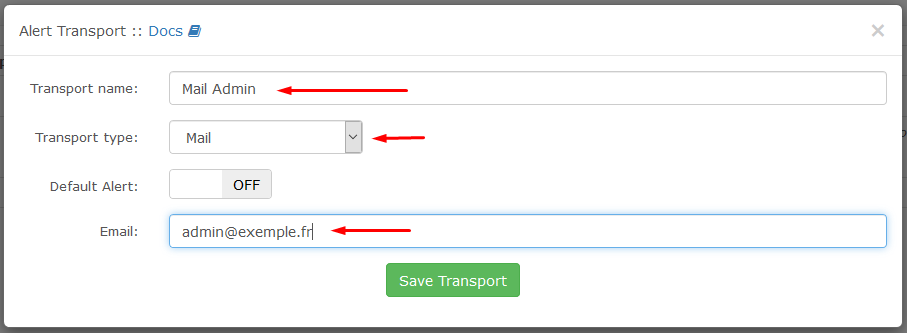 Alert Transport :: Docs
Transport name: Mail Admin
Transport type: Mail
Default Alert: OFF
Email: admin@exemple.fr
Save Transport